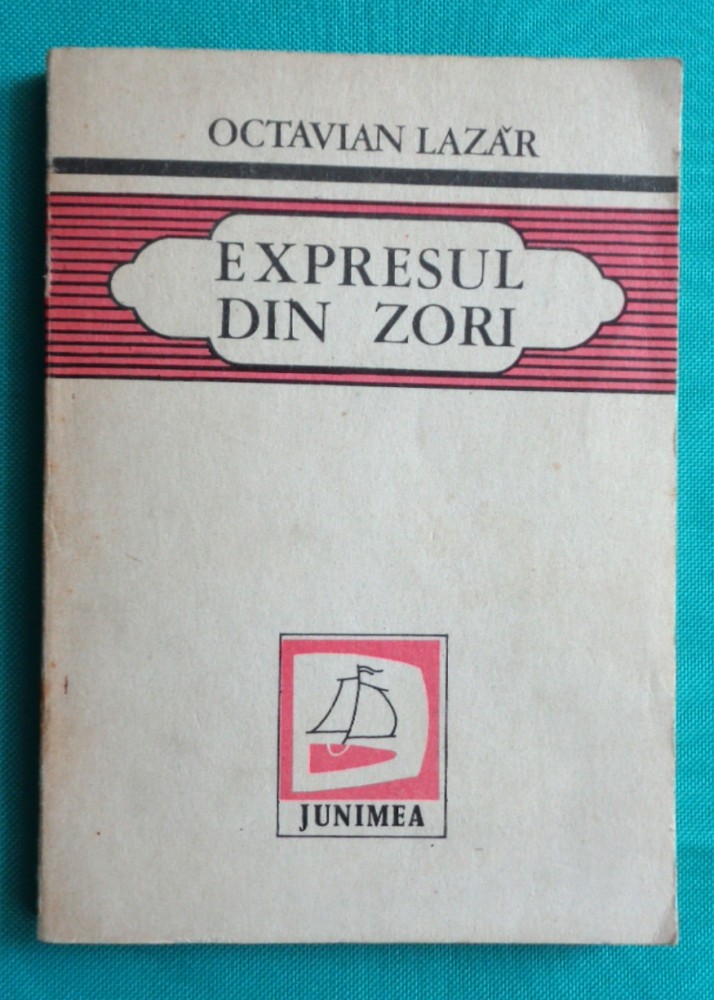 OCTAVIAN LAZĂR
EXPRESUL
DIN ZORI
JUNIMEA